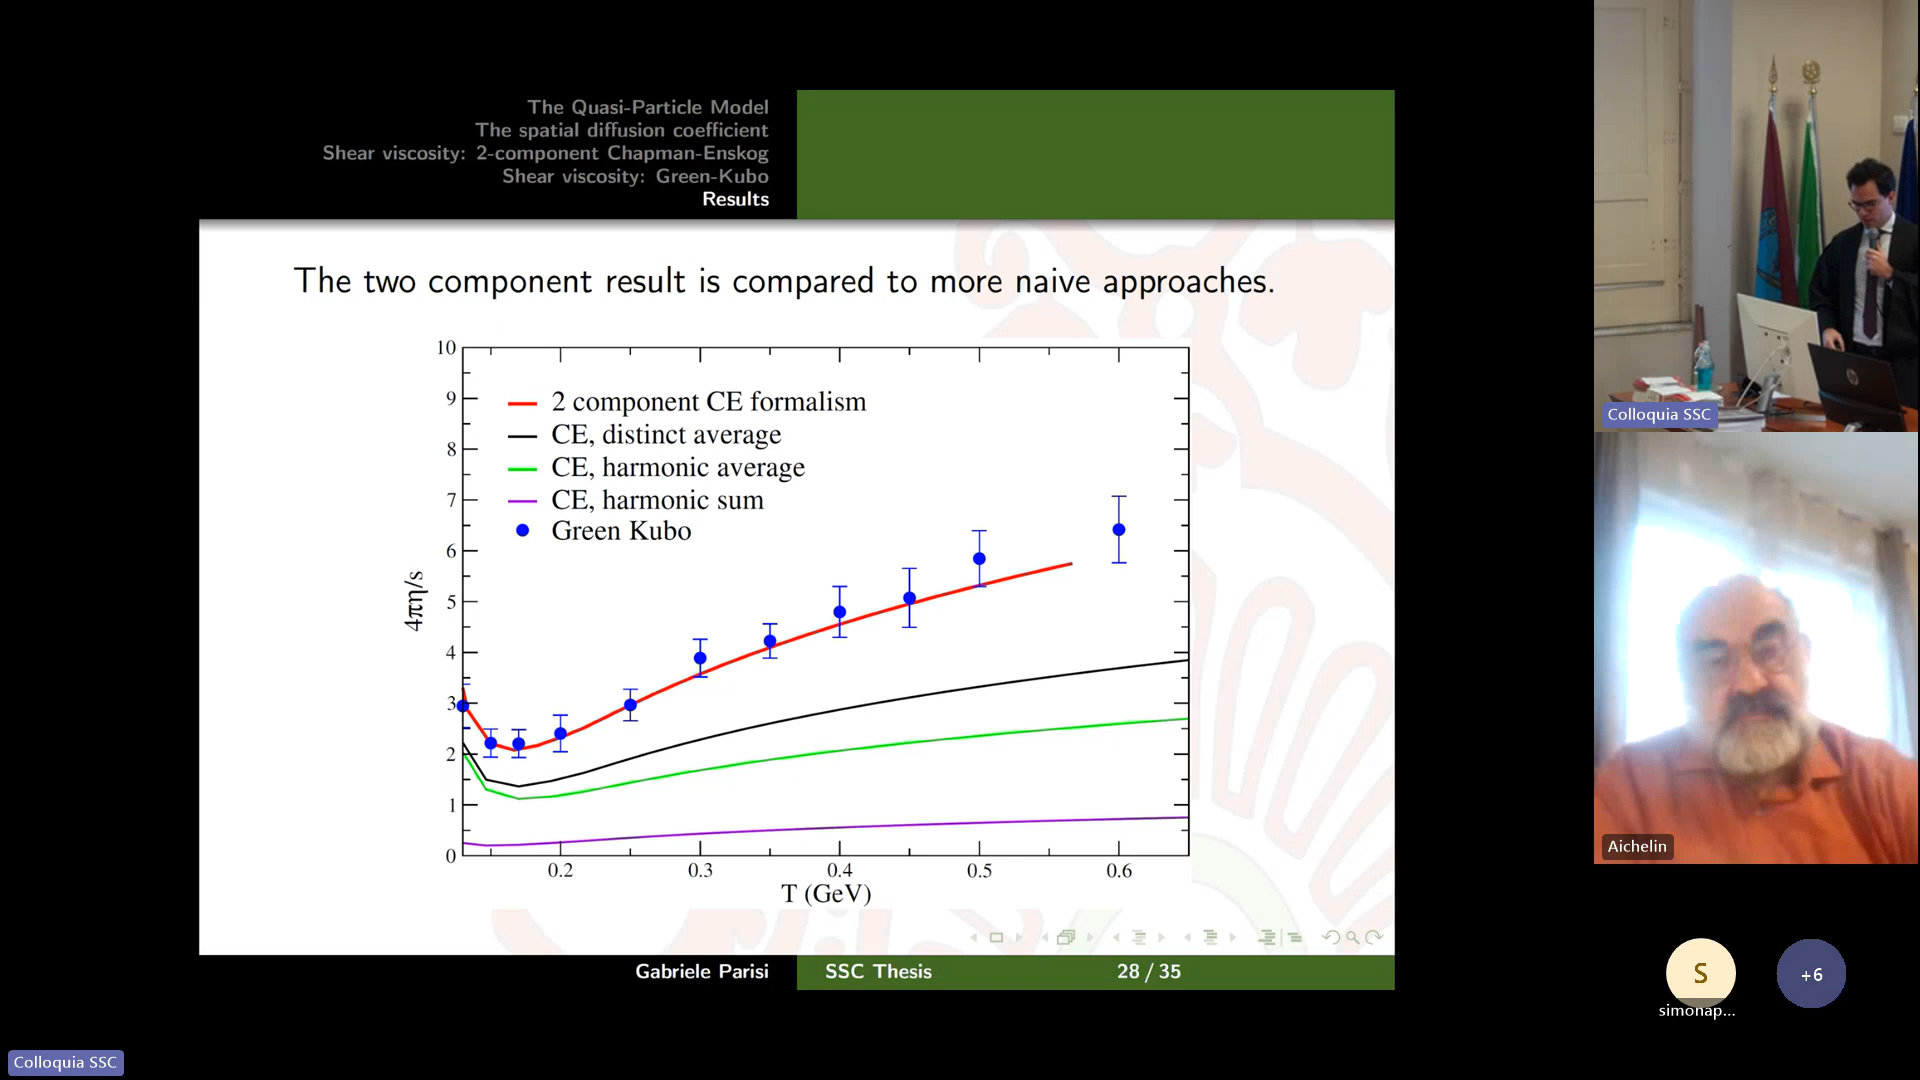 The Quasi-Particle Model
The spatial diffusion coefficient
Shear viscosity: 2-component Chapman-Enskog
Shear viscosity: Green-Kubo
Results
The two component result is compared to more naive approaches.
10
9
8
7
6
5
4
3
2
1
0
4πη/s
2 component CE formalism
CE, distinct average
CE, harmonic average
CE, harmonic sum
Green Kubo
0.2 0.3 0.4 0.5 0.6
T (GeV)
Gabriele Parisi SSC Thesis 28 / 35
Colloquia SSC
Aichelin
S
simonap...
+6
Colloquia SSC